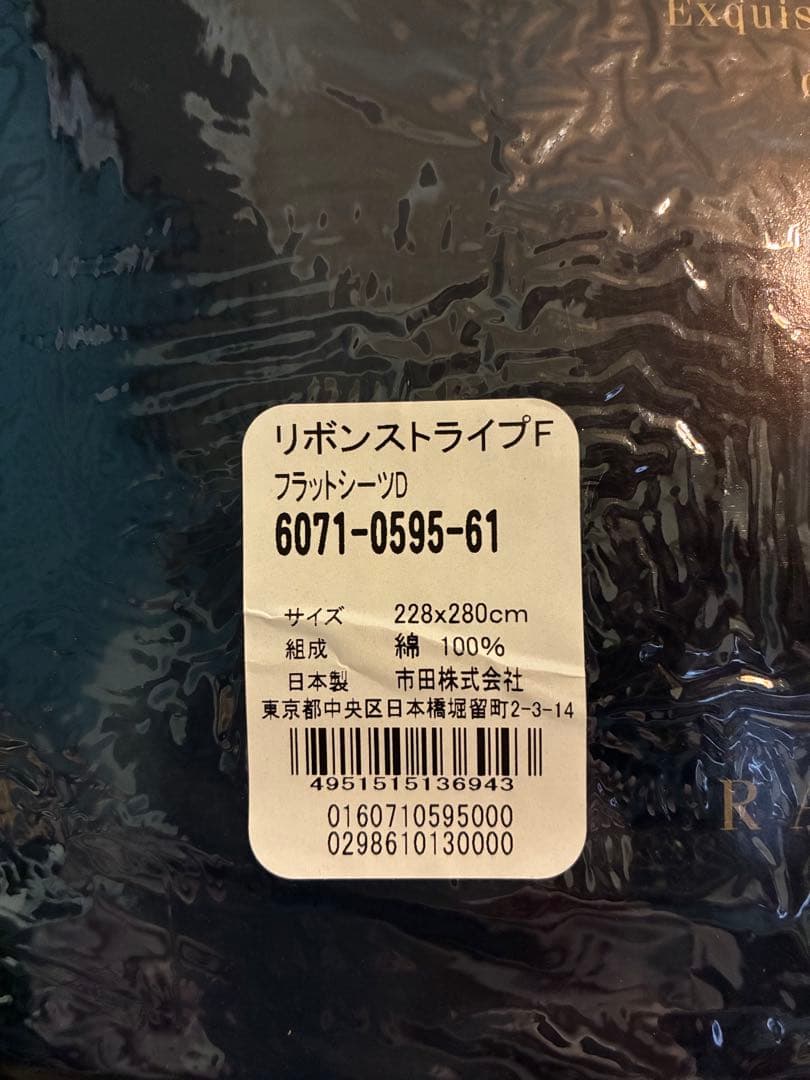 リボンストライプF
フラットシーツD
6071-0595-61
サイズ 228x280cm
組成 綿 100%
日本製 市田株式会社
東京都中央区日本橋堀留町2-3-14
4951515136943
0160710595000
0298610130000